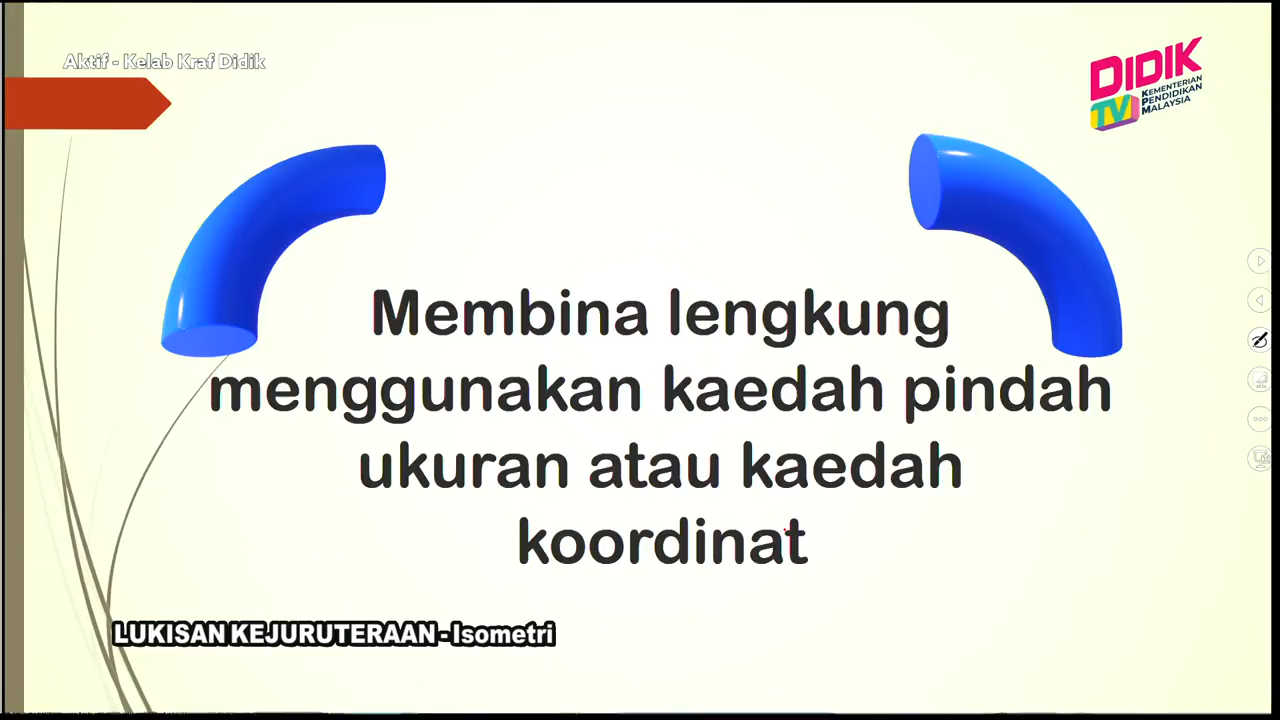 Aktif - Kelab Kraf Didik
DIDIK
TV
KEMENTERIAN
PENDIDIKAN
MALAYSIA
Membina lengkung
menggunakan kaedah pindah
ukuran atau kaedah
koordinat
LUKISAN KEJURUTERAAN - Isometri